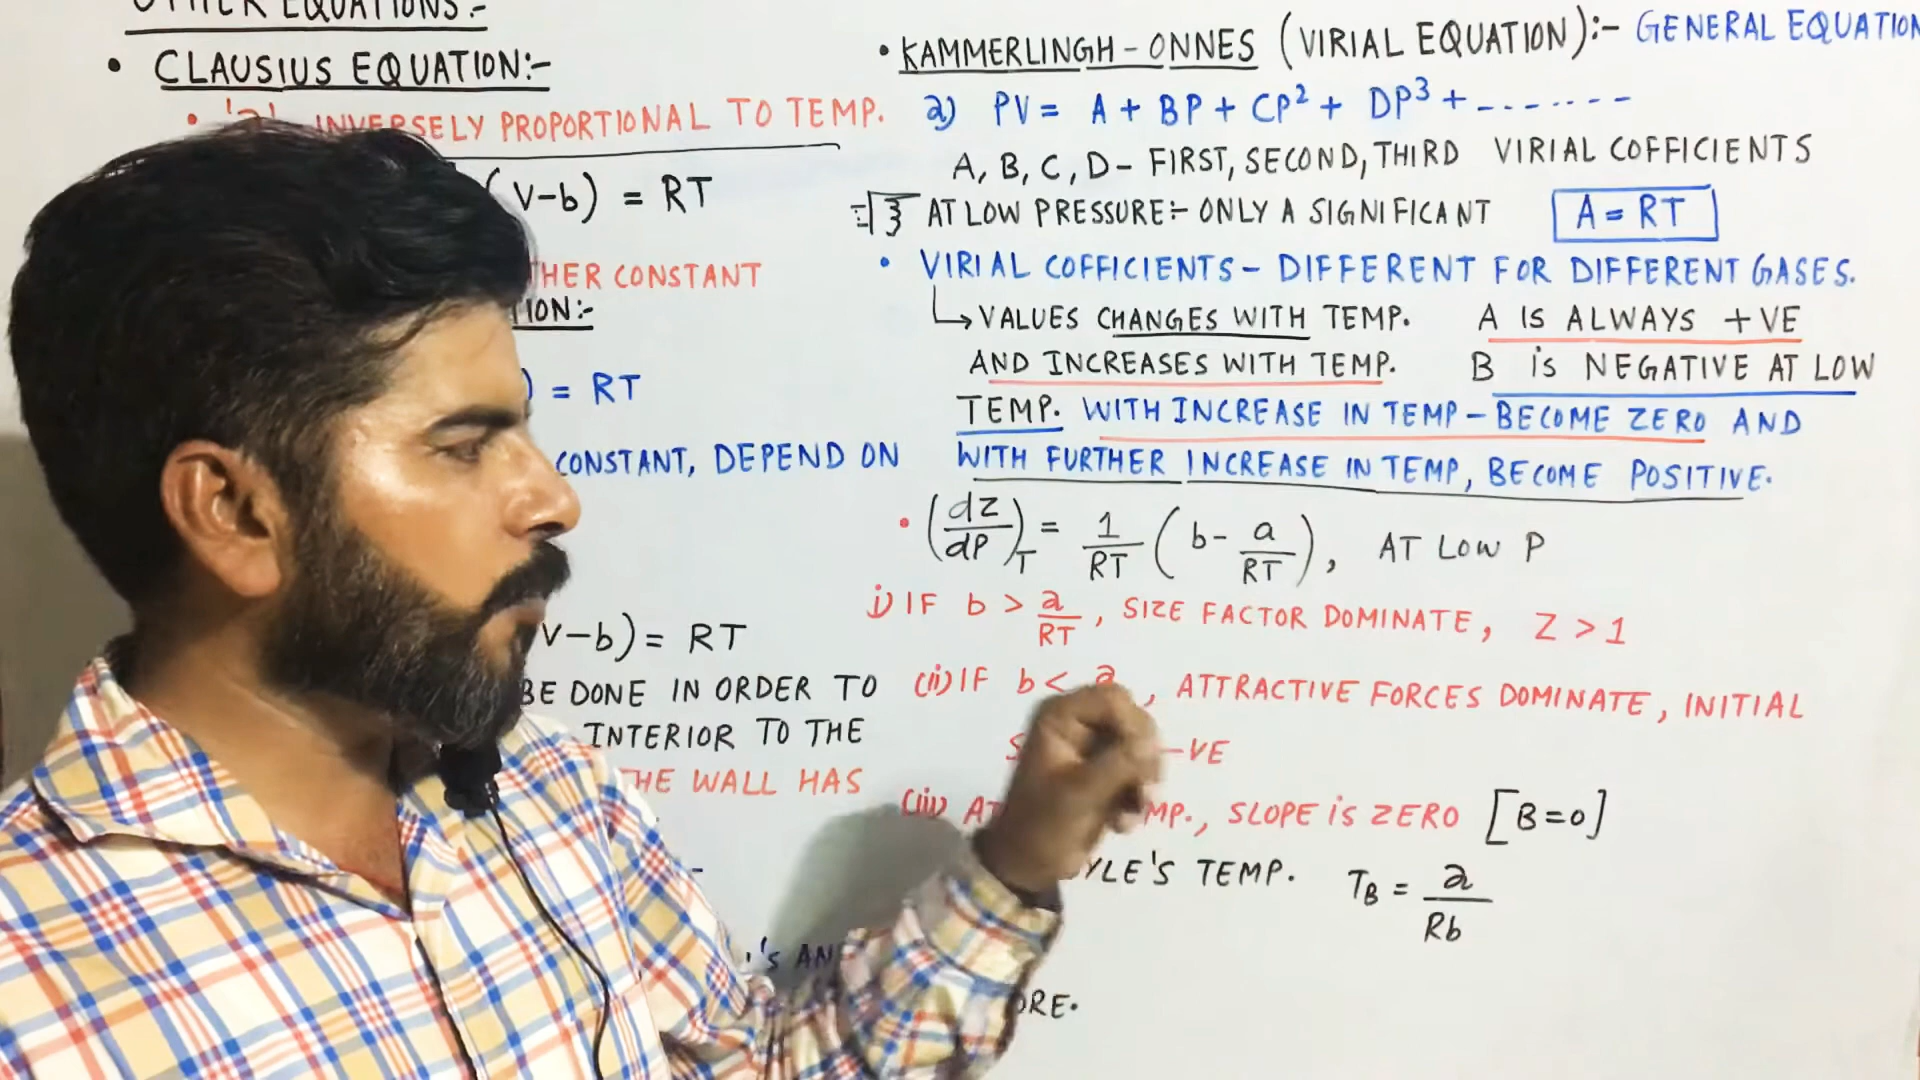 OTHER EQUATIONS:-
• CLAUSIUS EQUATION:-
• 'a' INVERSELY PROPORTIONAL TO TEMP.
(V-b) = RT
CONSTANT
= RT
CONSTANT, DEPEND ON
V-b) = RT
BE DONE IN ORDER TO
INTERIOR TO THE
THE WALL HAS
• KAMMERLINGH-ONNES (VIRIAL EQUATION):- GENERAL EQUATION
a) PV = A + BP + CP² + DP³ + -------
A, B, C, D - FIRST, SECOND, THIRD VIRIAL COFFICIENTS
AT LOW PRESSURE:- ONLY A SIGNIFICANT A = RT
• VIRIAL COFFICIENTS - DIFFERENT FOR DIFFERENT GASES.
↳ VALUES CHANGES WITH TEMP. A IS ALWAYS +VE
AND INCREASES WITH TEMP. B is NEGATIVE AT LOW
TEMP. WITH INCREASE IN TEMP - BECOME ZERO AND
WITH FURTHER INCREASE IN TEMP, BECOME POSITIVE.
• (dZ/dP)T = 1/RT (b - a/RT), AT LOW P
i) IF b > a/RT, SIZE FACTOR DOMINATE, Z > 1
(ii) IF b < a, ATTRACTIVE FORCES DOMINATE, INITIAL
-VE
(iii) AT MP., SLOPE is ZERO [B=0]
YLE'S TEMP. TB = a/Rb